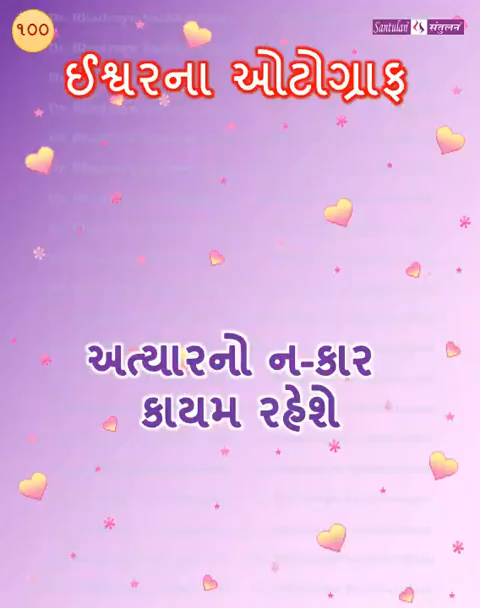 ૧૦૦
Santulan સંતુલન
ઈશ્વરના ઓટોગ્રાફ
અત્યારનો ન-કાર
કાયમ રહેશે